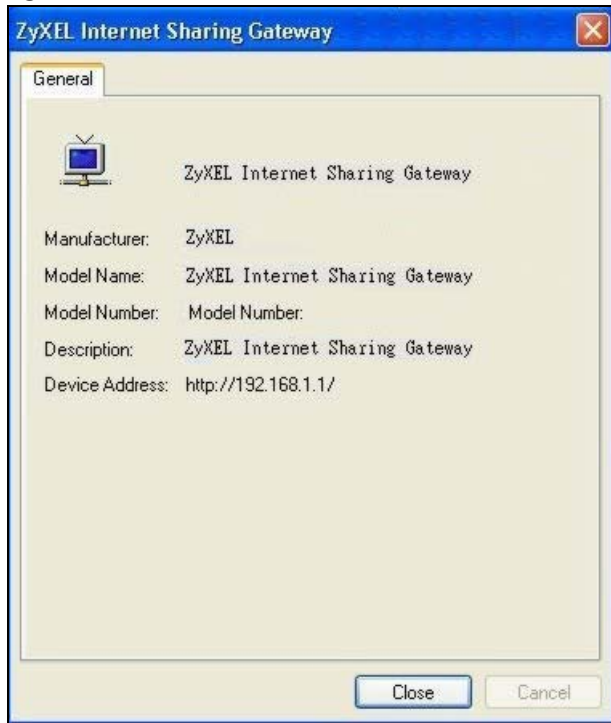 ZyXEL Internet Sharing Gateway
General
ZyXEL Internet Sharing Gateway
Manufacturer: ZyXEL
Model Name: ZyXEL Internet Sharing Gateway
Model Number: Model Number:
Description: ZyXEL Internet Sharing Gateway
Device Address: http://192.168.1.1/
Close Cancel